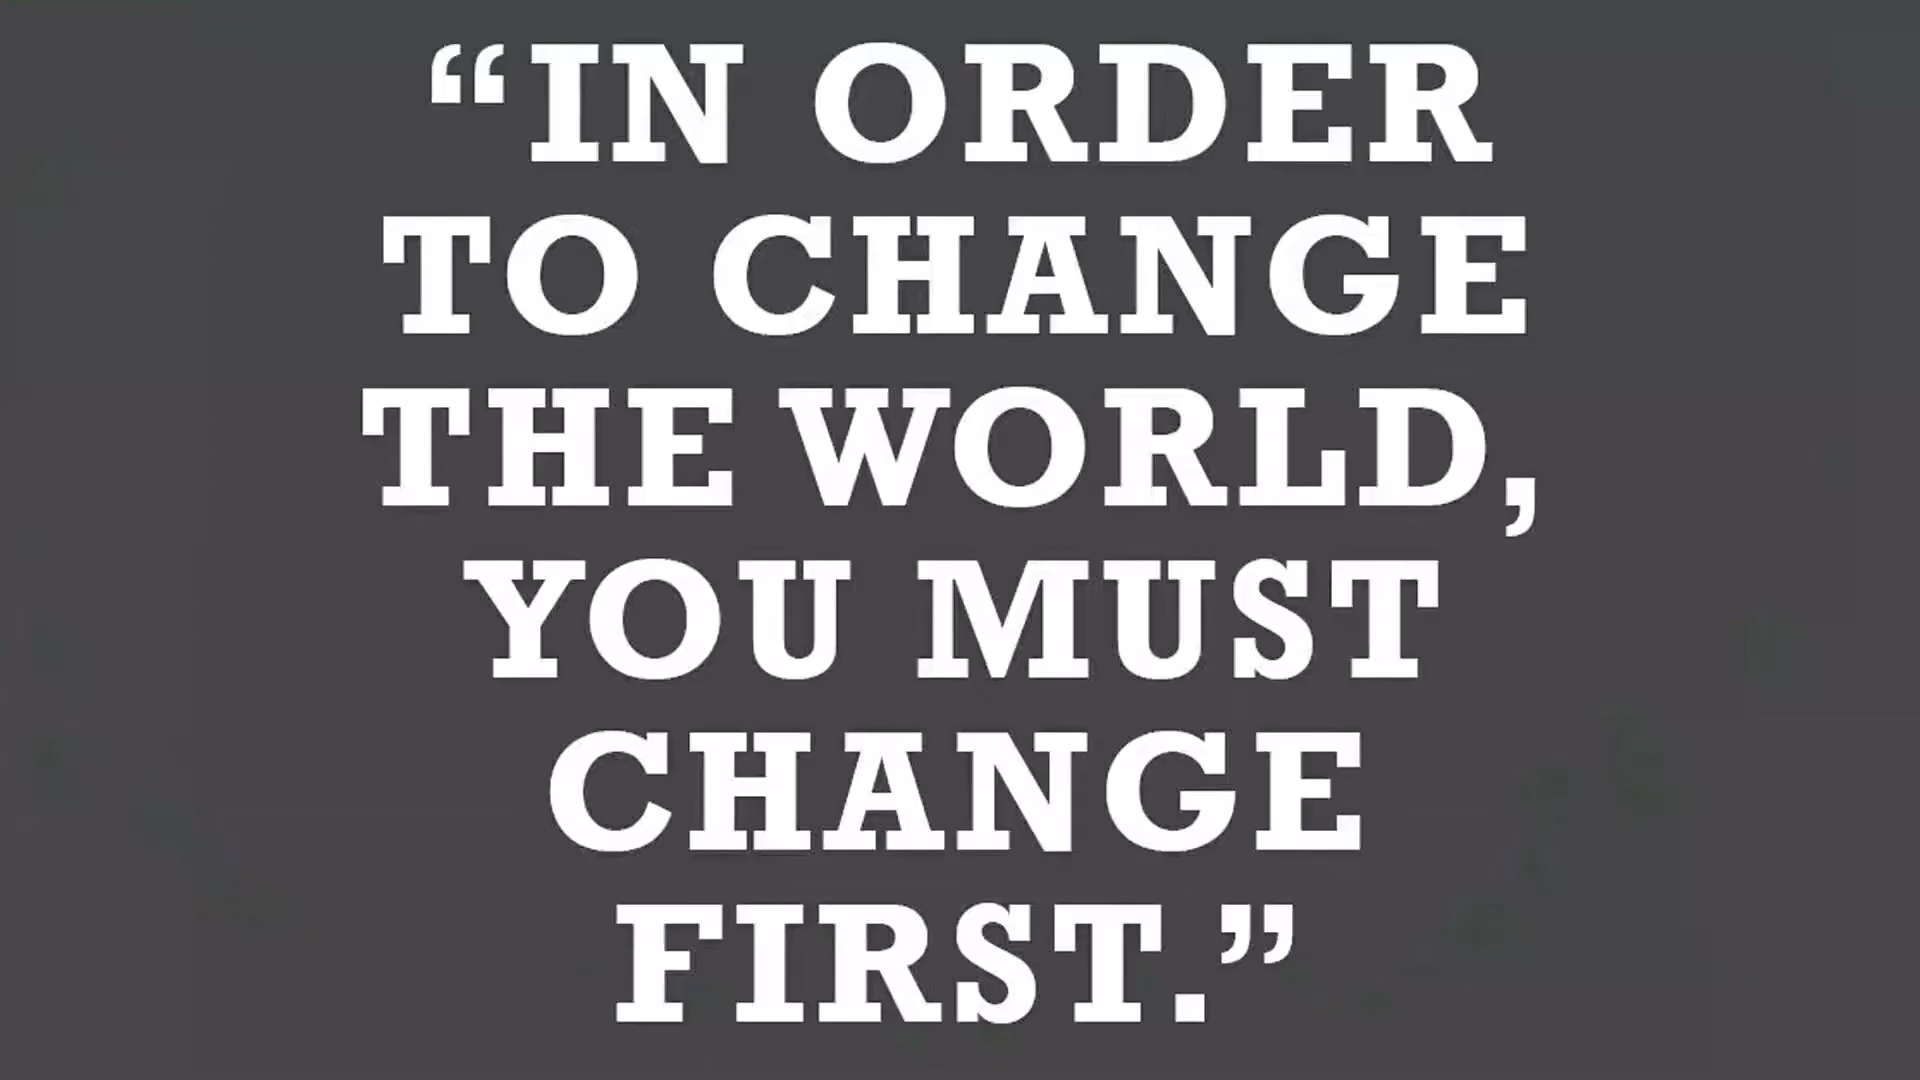 “IN ORDER
TO CHANGE
THE WORLD,
YOU MUST
CHANGE
FIRST.”